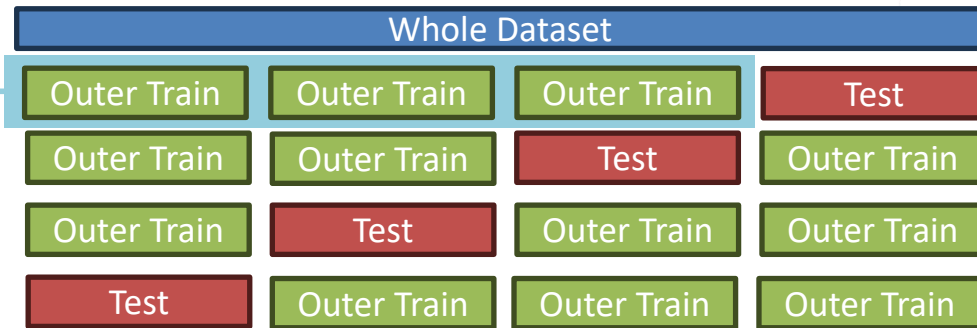 Whole Dataset
Outer Train Outer Train Outer Train Test
Outer Train Outer Train Test Outer Train
Outer Train Test Outer Train Outer Train
Test Outer Train Outer Train Outer Train